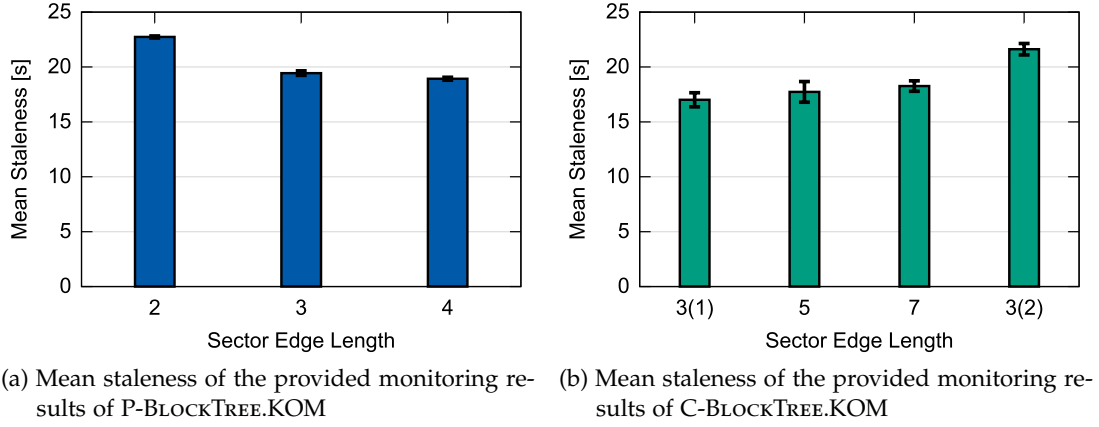 25
20
15
10
5
0
Mean Staleness [s]
2 3 4
Sector Edge Length
(a) Mean staleness of the provided monitoring re-
sults of P-BlockTree.KOM
25
20
15
10
5
0
Mean Staleness [s]
3(1) 5 7 3(2)
Sector Edge Length
(b) Mean staleness of the provided monitoring re-
sults of C-BlockTree.KOM